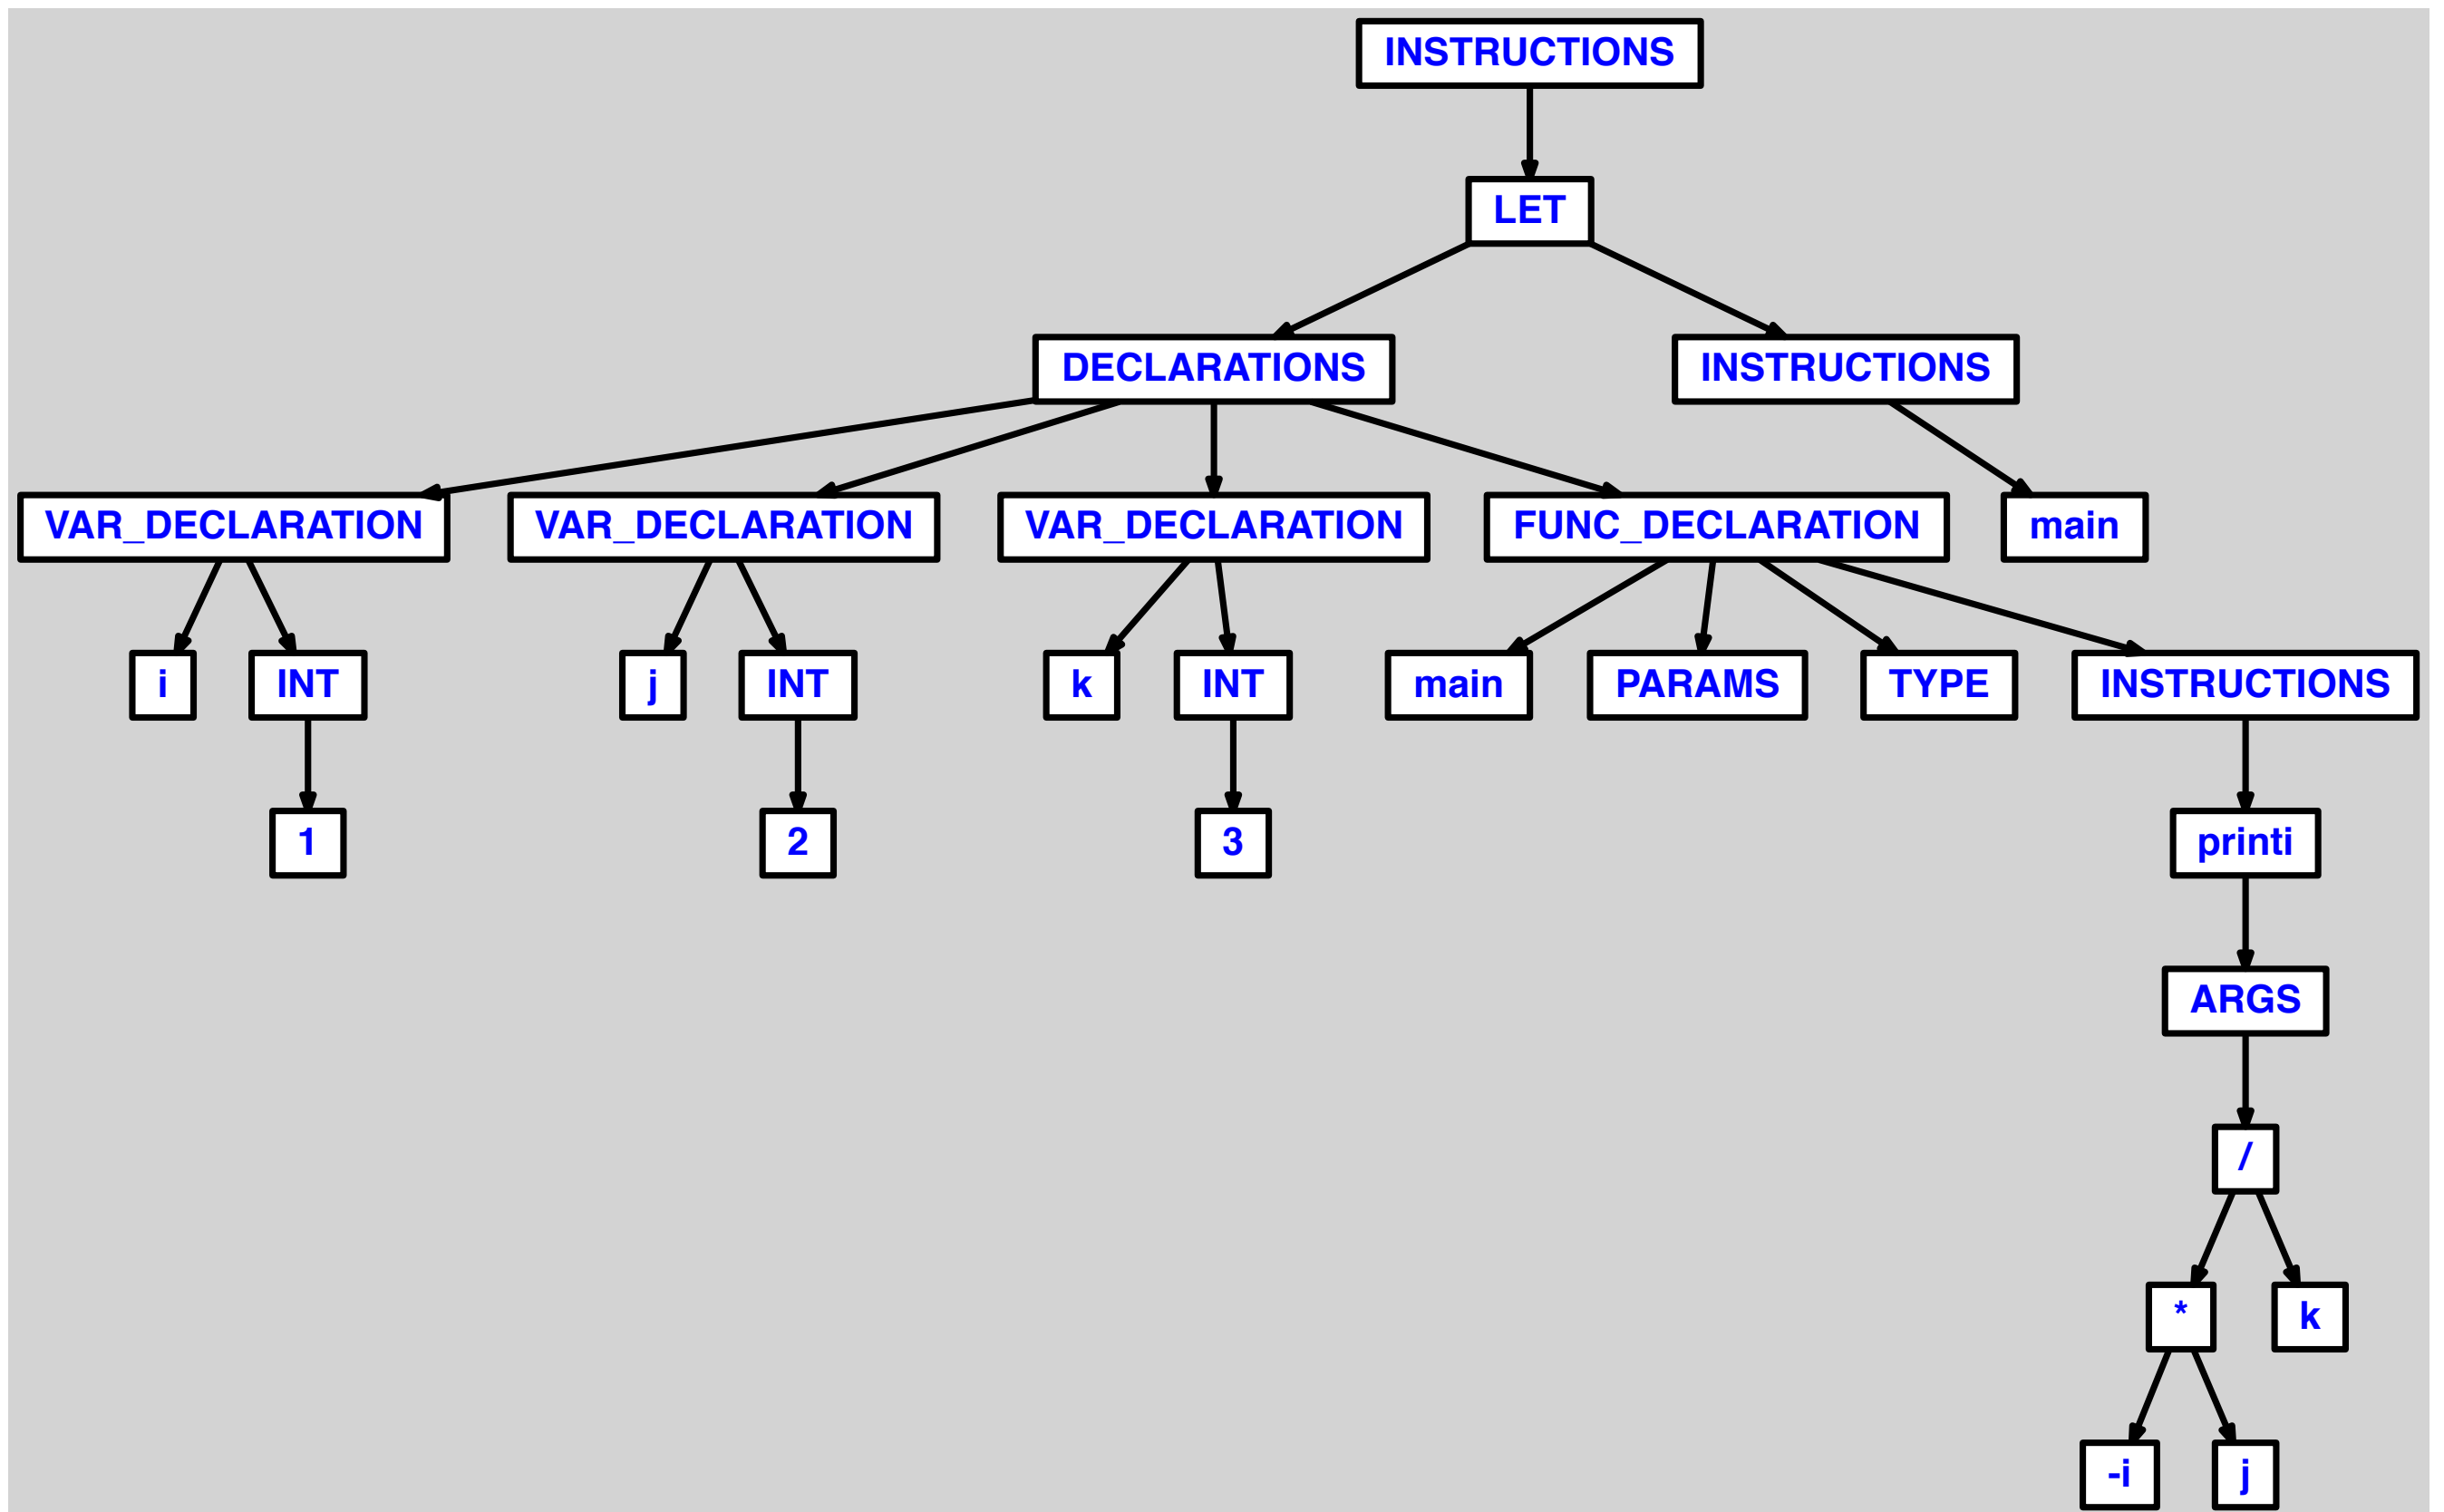 INSTRUCTIONS
LET
DECLARATIONS INSTRUCTIONS
VAR_DECLARATION VAR_DECLARATION VAR_DECLARATION FUNC_DECLARATION main
i INT j INT k INT main PARAMS TYPE INSTRUCTIONS
1 2 3 printi
ARGS
/
* k
-i j